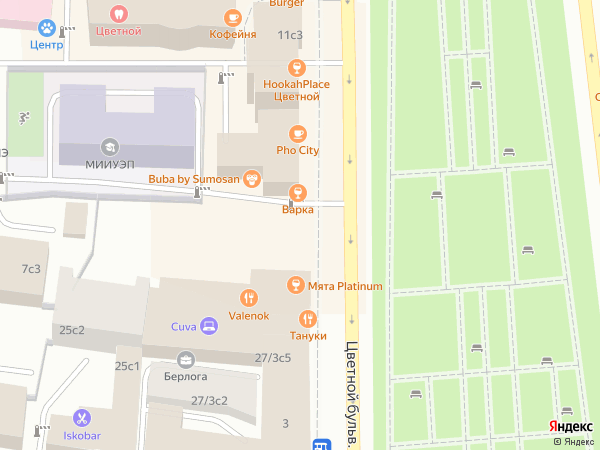 Burger
Цветной
Кофейня
11с3
Центр
HookahPlace
Цветной
Pho City
МИИУЭП
Buba by Sumosan
Варка
7с3
Мята Platinum
Valenok
Cuva
Тануки
25с2
Цветной бульв.
27/3с5
25с1
Берлога
27/3с2
3
Iskobar
Яндекс
© Яндекс